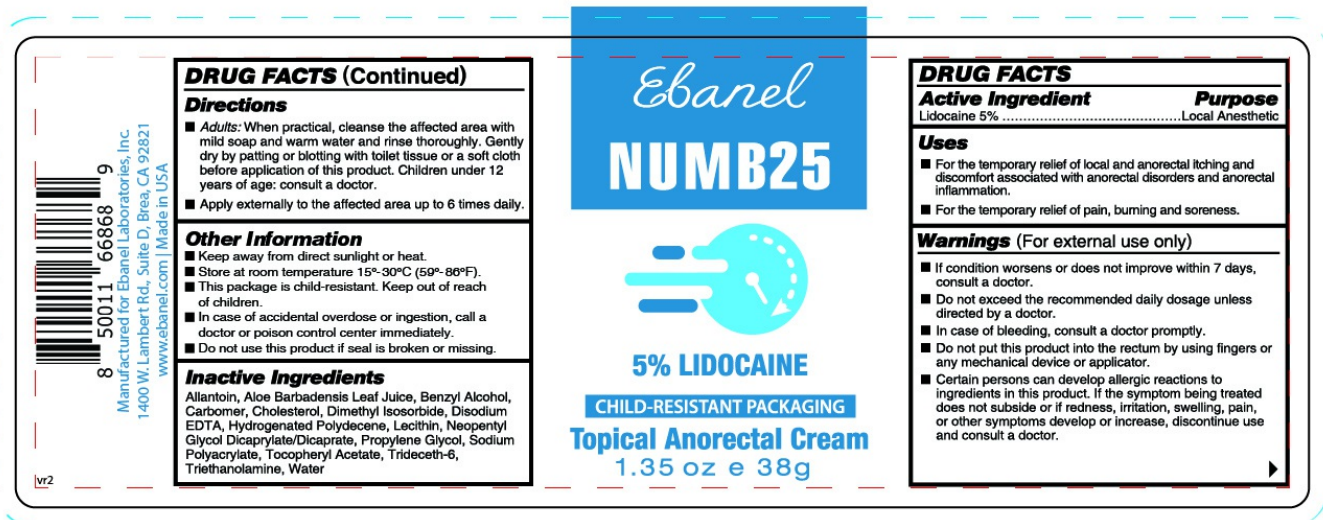 DRUG FACTS (Continued)
Directions
■ Adults: When practical, cleanse the affected area with
mild soap and warm water and rinse thoroughly. Gently
dry by patting or blotting with toilet tissue or a soft cloth
before application of this product. Children under 12
years of age: consult a doctor.
■ Apply externally to the affected area up to 6 times daily.
Other Information
■ Keep away from direct sunlight or heat.
■ Store at room temperature 15º-30ºC (59º-86ºF).
■ This package is child-resistant. Keep out of reach
of children.
■ In case of accidental overdose or ingestion, call a
doctor or poison control center immediately.
■ Do not use this product if seal is broken or missing.
Inactive Ingredients
Allantoin, Aloe Barbadensis Leaf Juice, Benzyl Alcohol,
Carbomer, Cholesterol, Dimethyl Isosorbide, Disodium
EDTA, Hydrogenated Polydecene, Lecithin, Neopentyl
Glycol Dicaprylate/Dicaprate, Propylene Glycol, Sodium
Polyacrylate, Tocopheryl Acetate, Trideceth-6,
Triethanolamine, Water
8 50011 66868 9
Manufactured for Ebanel Laboratories, Inc.
1400 W. Lambert Rd., Suite D, Brea, CA 92821
www.ebanel.com | Made in USA
vr2
Ebanel
NUMB25
5% LIDOCAINE
CHILD-RESISTANT PACKAGING
Topical Anorectal Cream
1.35 oz e 38g
DRUG FACTS
Active Ingredient Purpose
Lidocaine 5% ..........................................Local Anesthetic
Uses
■ For the temporary relief of local and anorectal itching and
discomfort associated with anorectal disorders and anorectal
inflammation.
■ For the temporary relief of pain, burning and soreness.
Warnings (For external use only)
■ If condition worsens or does not improve within 7 days,
consult a doctor.
■ Do not exceed the recommended daily dosage unless
directed by a doctor.
■ In case of bleeding, consult a doctor promptly.
■ Do not put this product into the rectum by using fingers or
any mechanical device or applicator.
■ Certain persons can develop allergic reactions to
ingredients in this product. If the symptom being treated
does not subside or if redness, irritation, swelling, pain,
or other symptoms develop or increase, discontinue use
and consult a doctor.